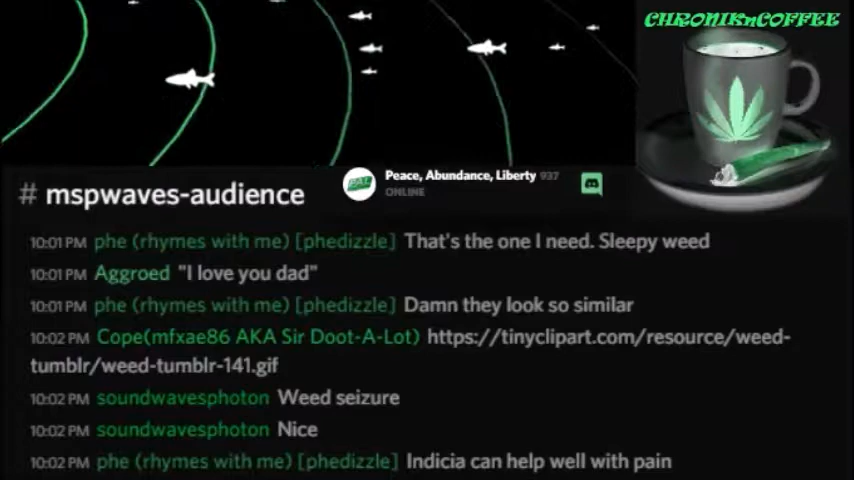 CHRONIKnCOFFEE
Peace, Abundance, Liberty 937
ONLINE
# mspwaves-audience
10:01 PM phe (rhymes with me) [phedizzle] That's the one I need. Sleepy weed
10:01 PM Aggroed "I love you dad"
10:01 PM phe (rhymes with me) [phedizzle] Damn they look so similar
10:02 PM Cope(mfxae86 AKA Sir Doot-A-Lot) https://tinyclipart.com/resource/weed-
tumblr/weed-tumblr-141.gif
10:02 PM soundwavesphoton Weed seizure
10:02 PM soundwavesphoton Nice
10:02 PM phe (rhymes with me) [phedizzle] Indicia can help well with pain